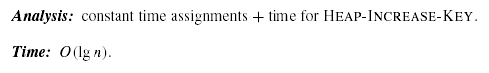 Analysis: constant time assignments + time for HEAP-INCREASE-KEY.
Time: O(lg n).